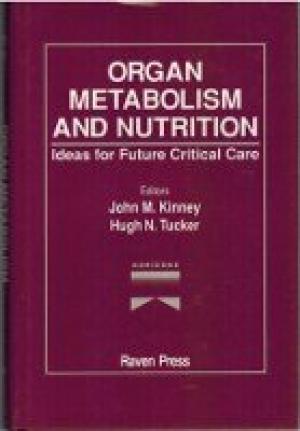 ORGAN
METABOLISM
AND NUTRITION
Ideas for Future Critical Care
Editors
John M. Kinney
Hugh N. Tucker
Raven Press